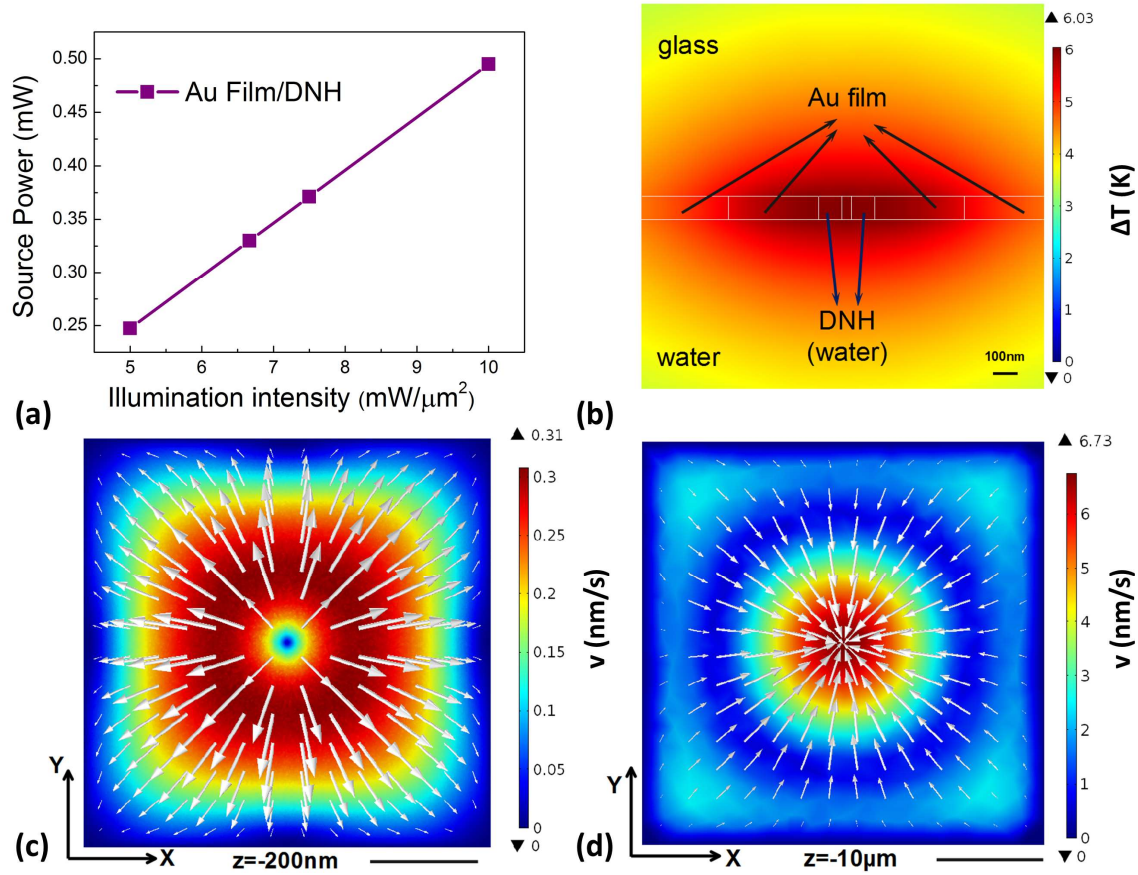 Source Power (mW)
0.50
0.45
0.40
0.35
0.30
0.25
Au Film/DNH
5
6
7
8
9
10
Illumination intensity (mW/μm²)
(a)
glass
Au film
DNH
(water)
water
100nm
▲ 6.03
6
5
4
3
2
1
0
▼ 0
ΔT (K)
(b)
▲ 0.31
0.3
0.25
0.2
0.15
0.1
0.05
0
▼ 0
v (nm/s)
Y
X
z=-200nm
(c)
▲ 6.73
6
5
4
3
2
1
0
▼ 0
v (nm/s)
Y
X
z=-10μm
(d)